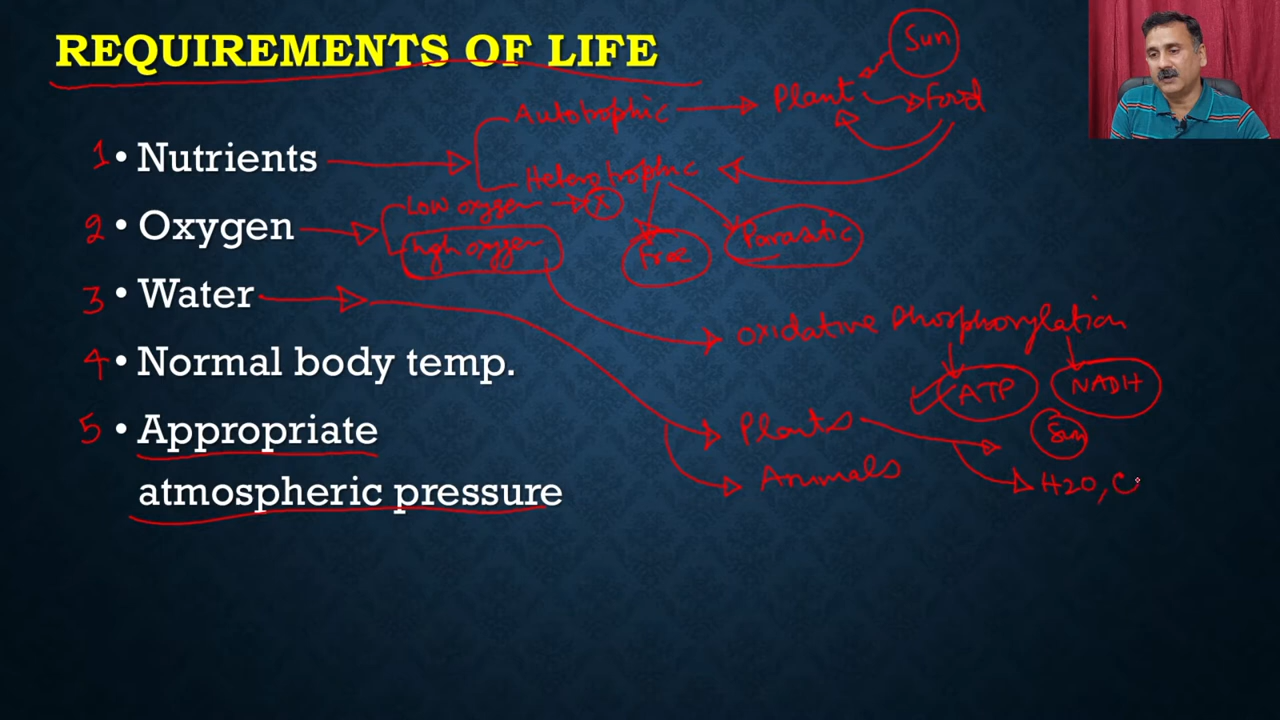 REQUIREMENTS OF LIFE
Sun
Autotrophic
Plant
Food
1 • Nutrients
Heterotrophic
Low oxygen
X
2 • Oxygen
high oxygen
Free
Parasitic
3 • Water
Oxidative Phosphorylation
4 • Normal body temp.
ATP
NADH
5 • Appropriate
Plants
Sun
atmospheric pressure
Animals
H2O, C